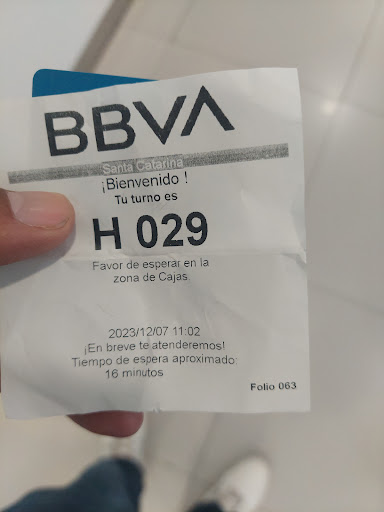 BBVA
Santa Catarina
¡Bienvenido !
Tu turno es
H 029
Favor de esperar en la
zona de Cajas.
2023/12/07 11:02
¡En breve te atenderemos!
Tiempo de espera aproximado:
16 minutos
Folio 063